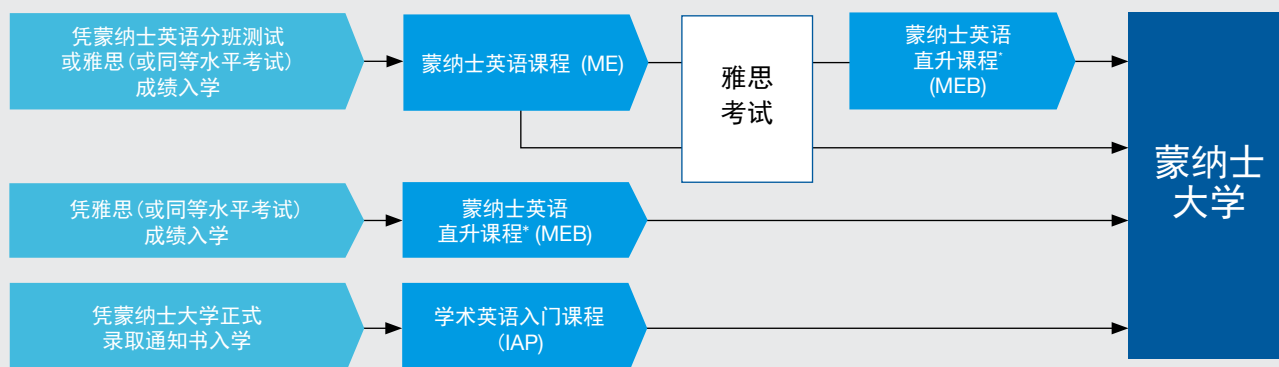 凭蒙纳士英语分班测试
或雅思（或同等水平考试）
成绩入学
蒙纳士英语课程 (ME)
雅思
考试
蒙纳士英语
直升课程*
(MEB)
蒙纳士
大学
凭雅思（或同等水平考试）
成绩入学
蒙纳士英语
直升课程* (MEB)
凭蒙纳士大学正式
录取通知书入学
学术英语入门课程
（IAP)